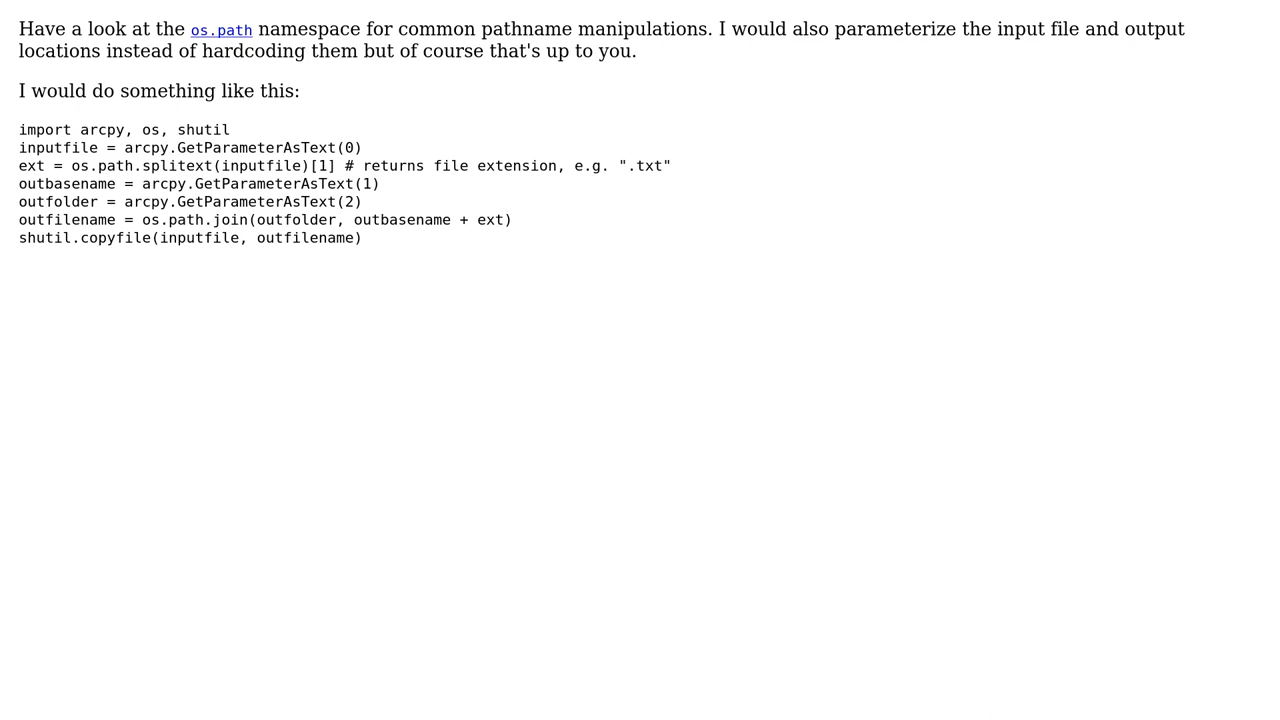 Have a look at the os.path namespace for common pathname manipulations. I would also parameterize the input file and output
locations instead of hardcoding them but of course that's up to you.
I would do something like this:
import arcpy, os, shutil
inputfile = arcpy.GetParameterAsText(0)
ext = os.path.splitext(inputfile)[1] # returns file extension, e.g. ".txt"
outbasename = arcpy.GetParameterAsText(1)
outfolder = arcpy.GetParameterAsText(2)
outfilename = os.path.join(outfolder, outbasename + ext)
shutil.copyfile(inputfile, outfilename)